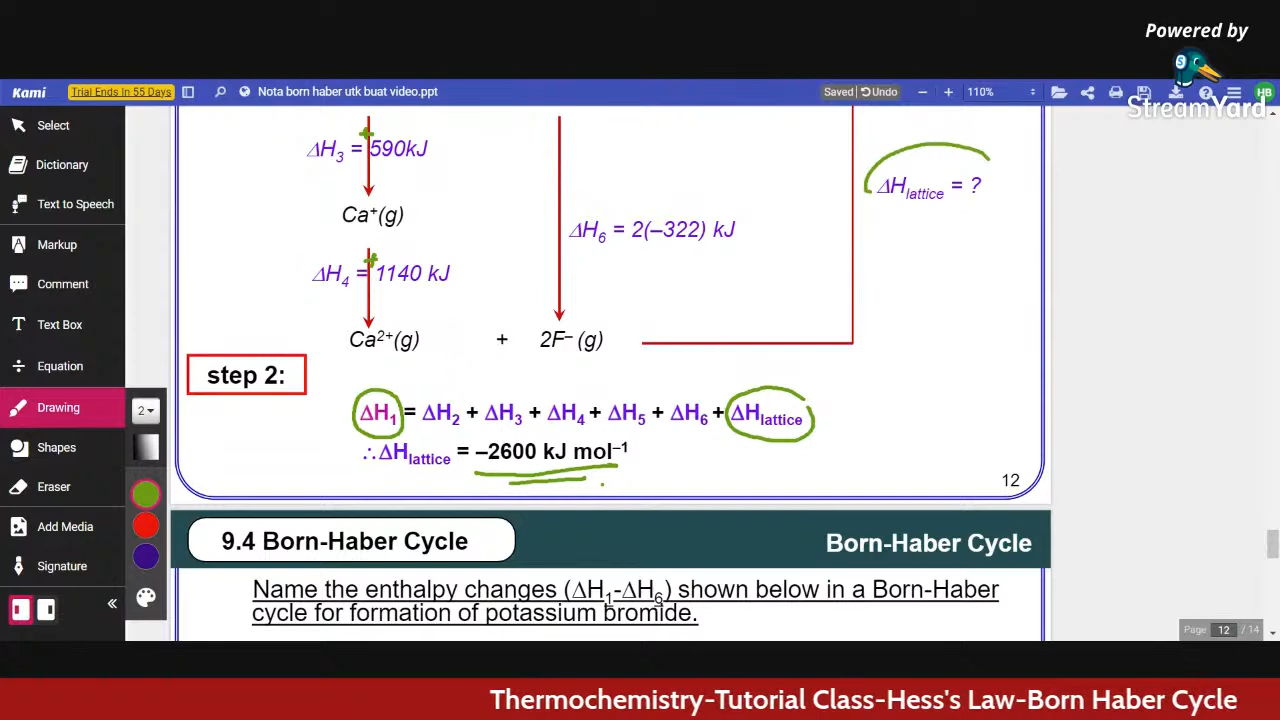 Powered by
StreamYard
Kami
Trial Ends In 55 Days
Nota born haber utk buat video.ppt
Saved
Undo
110%
HB
Select
Dictionary
Text to Speech
Markup
Comment
Text Box
Equation
Drawing
2
Shapes
Eraser
Add Media
Signature
ΔH₃ = 590kJ
Ca⁺(g)
ΔH₄ = 1140 kJ
ΔH₆ = 2(–322) kJ
ΔHlattice = ?
Ca²⁺(g) + 2F⁻ (g)
step 2:
ΔH₁ = ΔH₂ + ΔH₃ + ΔH₄ + ΔH₅ + ΔH₆ + ΔHlattice
∴ΔHlattice = –2600 kJ mol⁻¹
12
9.4 Born-Haber Cycle
Born-Haber Cycle
Name the enthalpy changes (ΔH₁-ΔH₆) shown below in a Born-Haber
cycle for formation of potassium bromide.
Page 12 / 14
Thermochemistry-Tutorial Class-Hess's Law-Born Haber Cycle